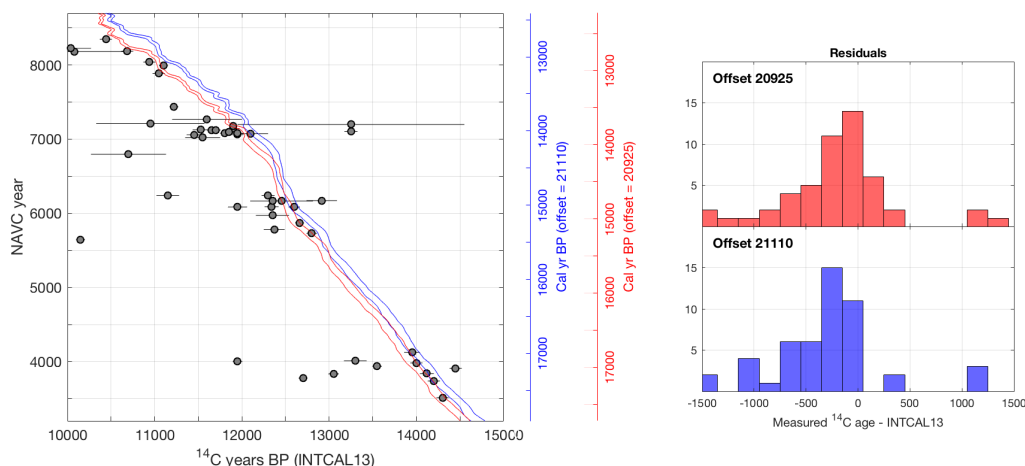 8000
7000
6000
5000
4000
NAVC year
10000 11000 12000 13000 14000 15000
14C years BP (INTCAL13)
13000
14000
15000
16000
17000
Cal yr BP (offset = 21110)
13000
14000
15000
16000
17000
Cal yr BP (offset = 20925)
Residuals
Offset 20925
15
10
5
Offset 21110
15
10
5
-1500 -1000 -500 0 500 1000 1500
Measured 14C age - INTCAL13